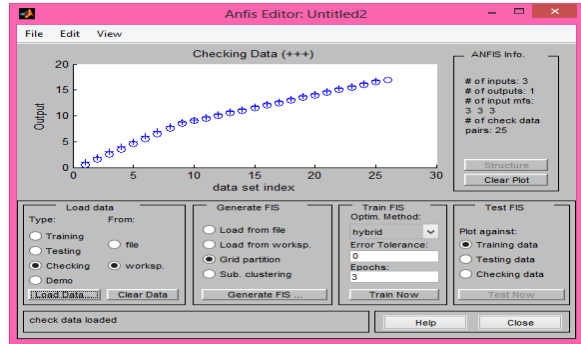 Anfis Editor: Untitled2
File Edit View
Checking Data (+++)
20
15
10
5
0
Output
0 5 10 15 20 25 30
data set index
ANFIS Info.
# of inputs: 3
# of outputs: 1
# of input mfs:
3 3 3
# of check data
pairs: 25
Structure
Clear Plot
Load data
Type: From:
Training
Testing
Checking
Demo
file
worksp.
Load Data... Clear Data
Generate FIS
Load from file
Load from worksp.
Grid partition
Sub. clustering
Generate FIS ...
Train FIS
Optim. Method:
hybrid
Error Tolerance:
0
Epochs:
3
Train Now
Test FIS
Plot against:
Training data
Testing data
Checking data
Test Now
check data loaded
Help Close